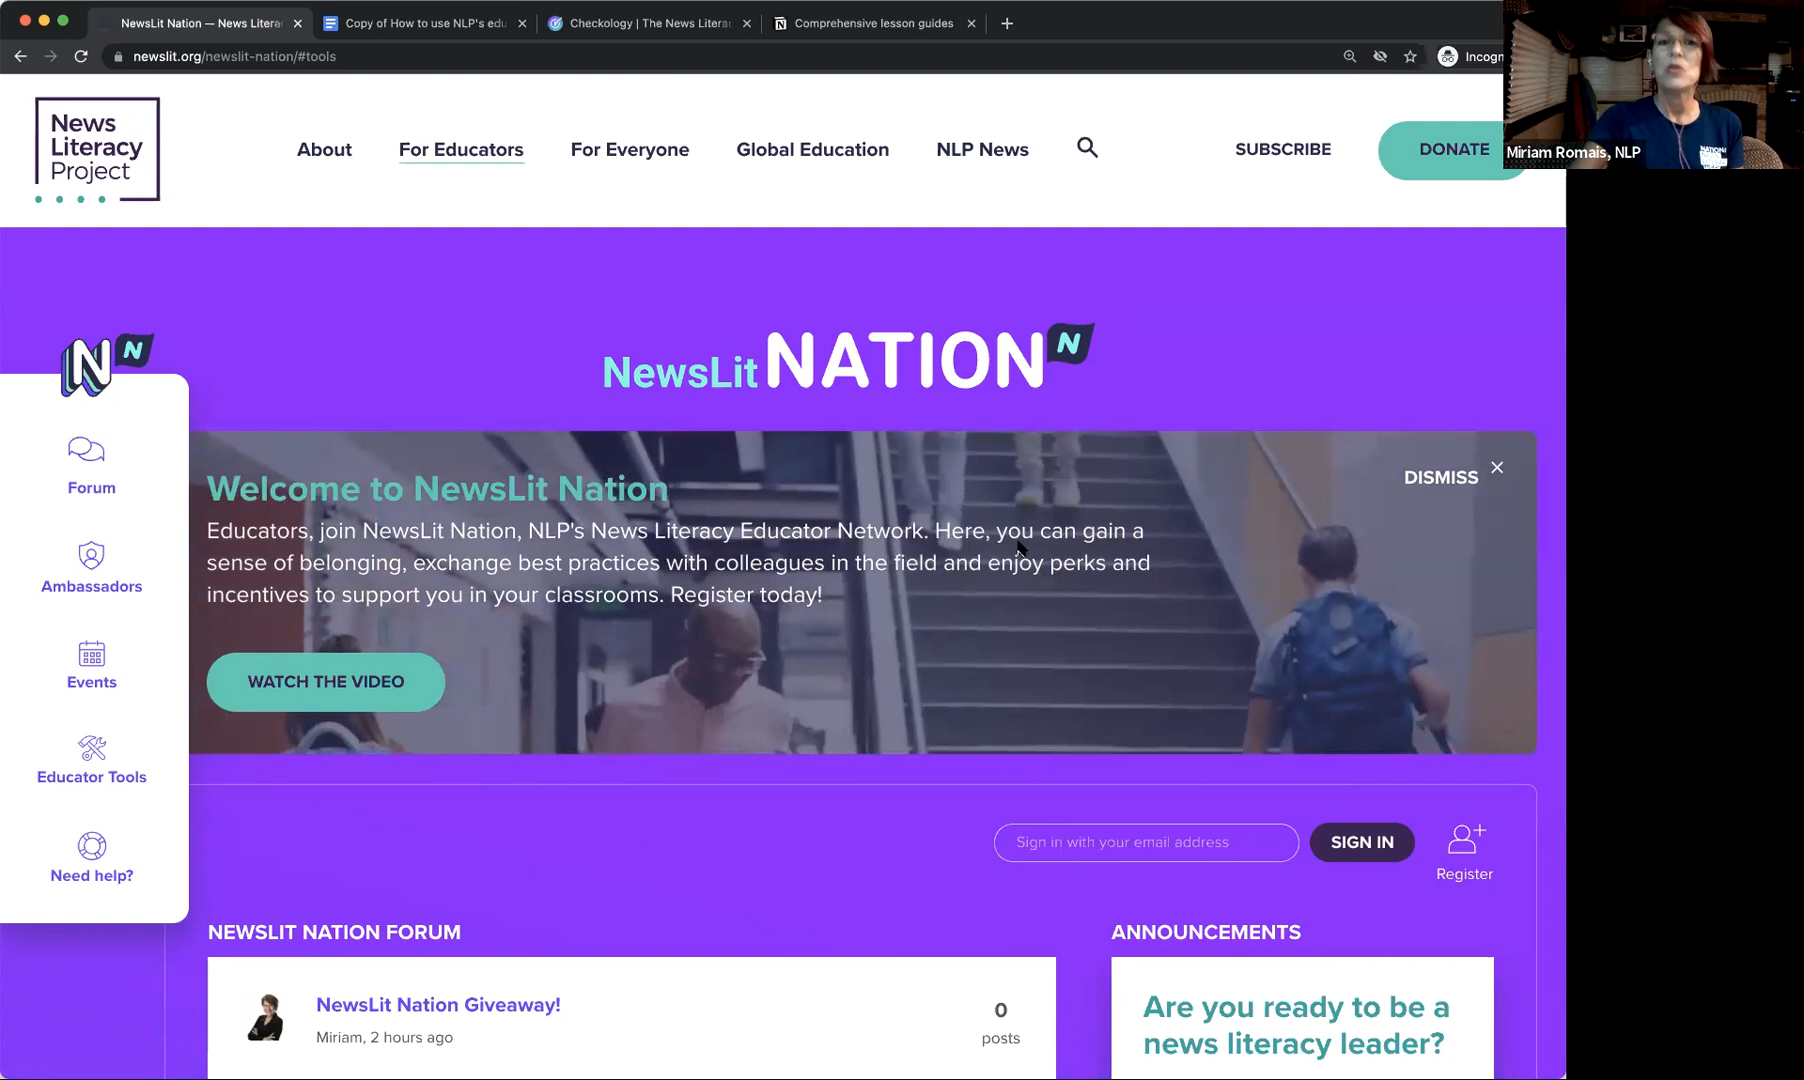 NewsLit Nation — News Litera
Copy of How to use NLP's edu
Checkology | The News Litera
Comprehensive lesson guides
newslit.org/newslit-nation/#tools
Incogn
Miriam Romais, NLP
News
Literacy
Project
About
For Educators
For Everyone
Global Education
NLP News
SUBSCRIBE
DONATE
N N
NewsLit NATION N
Forum
Ambassadors
Events
Educator Tools
Need help?
Welcome to NewsLit Nation
DISMISS
Educators, join NewsLit Nation, NLP's News Literacy Educator Network. Here, you can gain a
sense of belonging, exchange best practices with colleagues in the field and enjoy perks and
incentives to support you in your classrooms. Register today!
WATCH THE VIDEO
Sign in with your email address
SIGN IN
Register
NEWSLIT NATION FORUM
NewsLit Nation Giveaway!
Miriam, 2 hours ago
0
posts
ANNOUNCEMENTS
Are you ready to be a
news literacy leader?